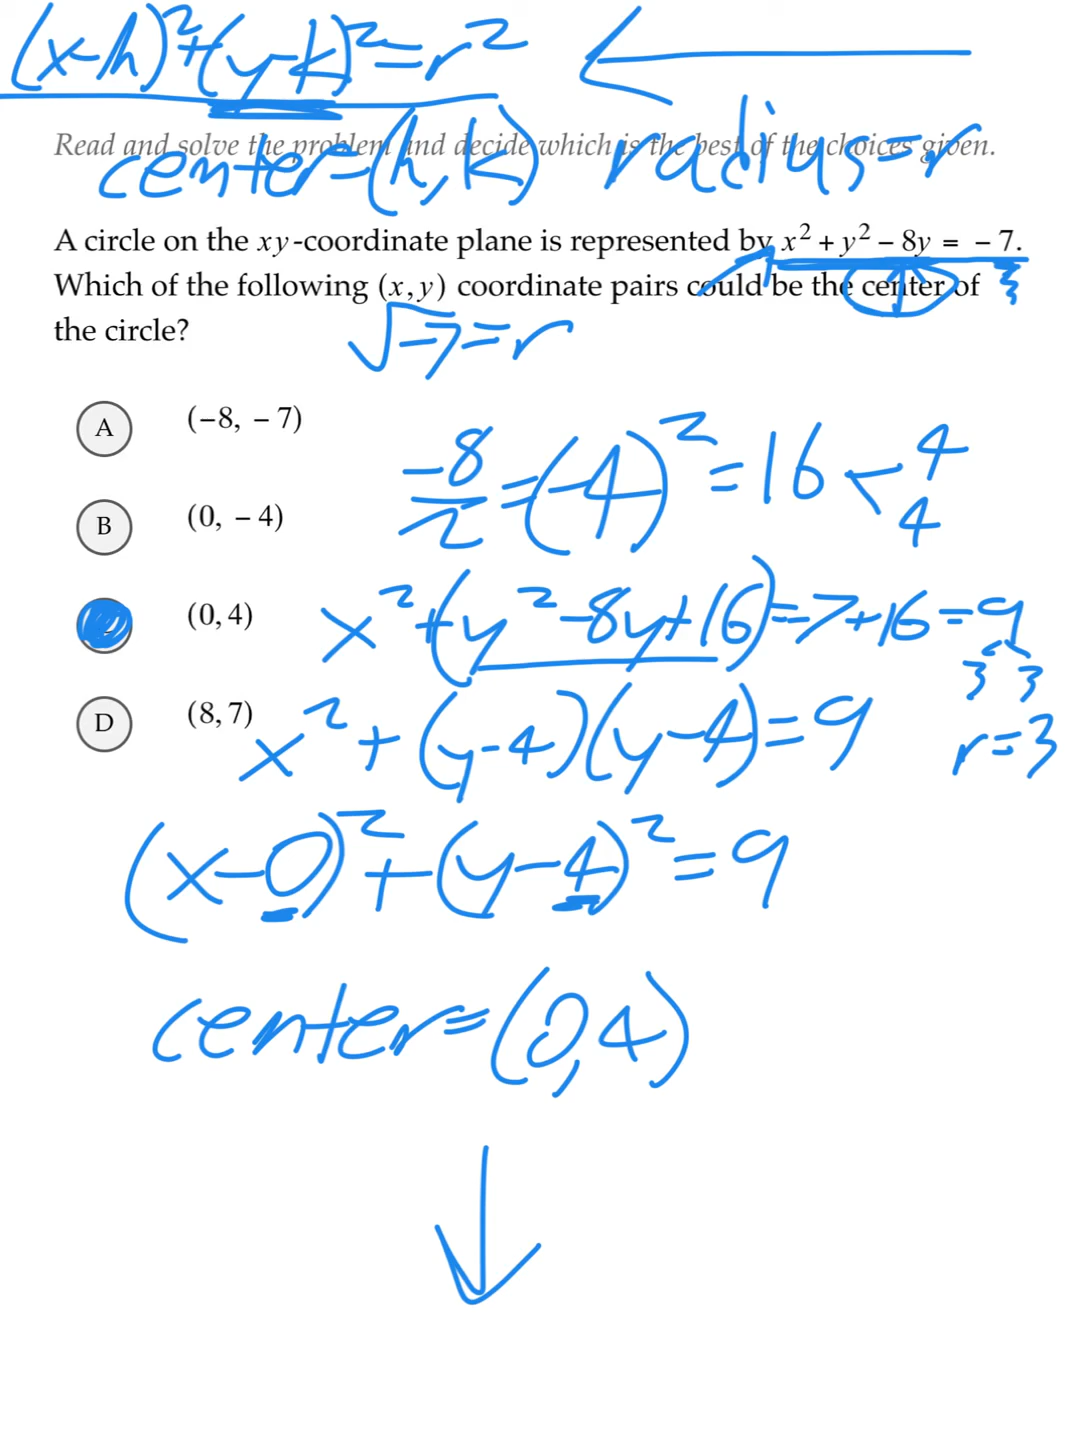 (x-h)²+(y-k)²=r²
Read and solve the problem and decide which is the best of the choices given.
center=(h,k) radius=r
A circle on the xy-coordinate plane is represented by x² + y² − 8y = − 7.
Which of the following (x, y) coordinate pairs could be the center of
the circle?
√-7=r
A (−8, − 7)
-8/2=(-4)²=16<4 4
B (0, − 4)
(0, 4)
x²+(y²-8y+16)=-7+16=9
3 3
D (8, 7)
x²+(y-4)(y-4)=9 r=3
(x-0)²+(y-4)²=9
center=(0,4)